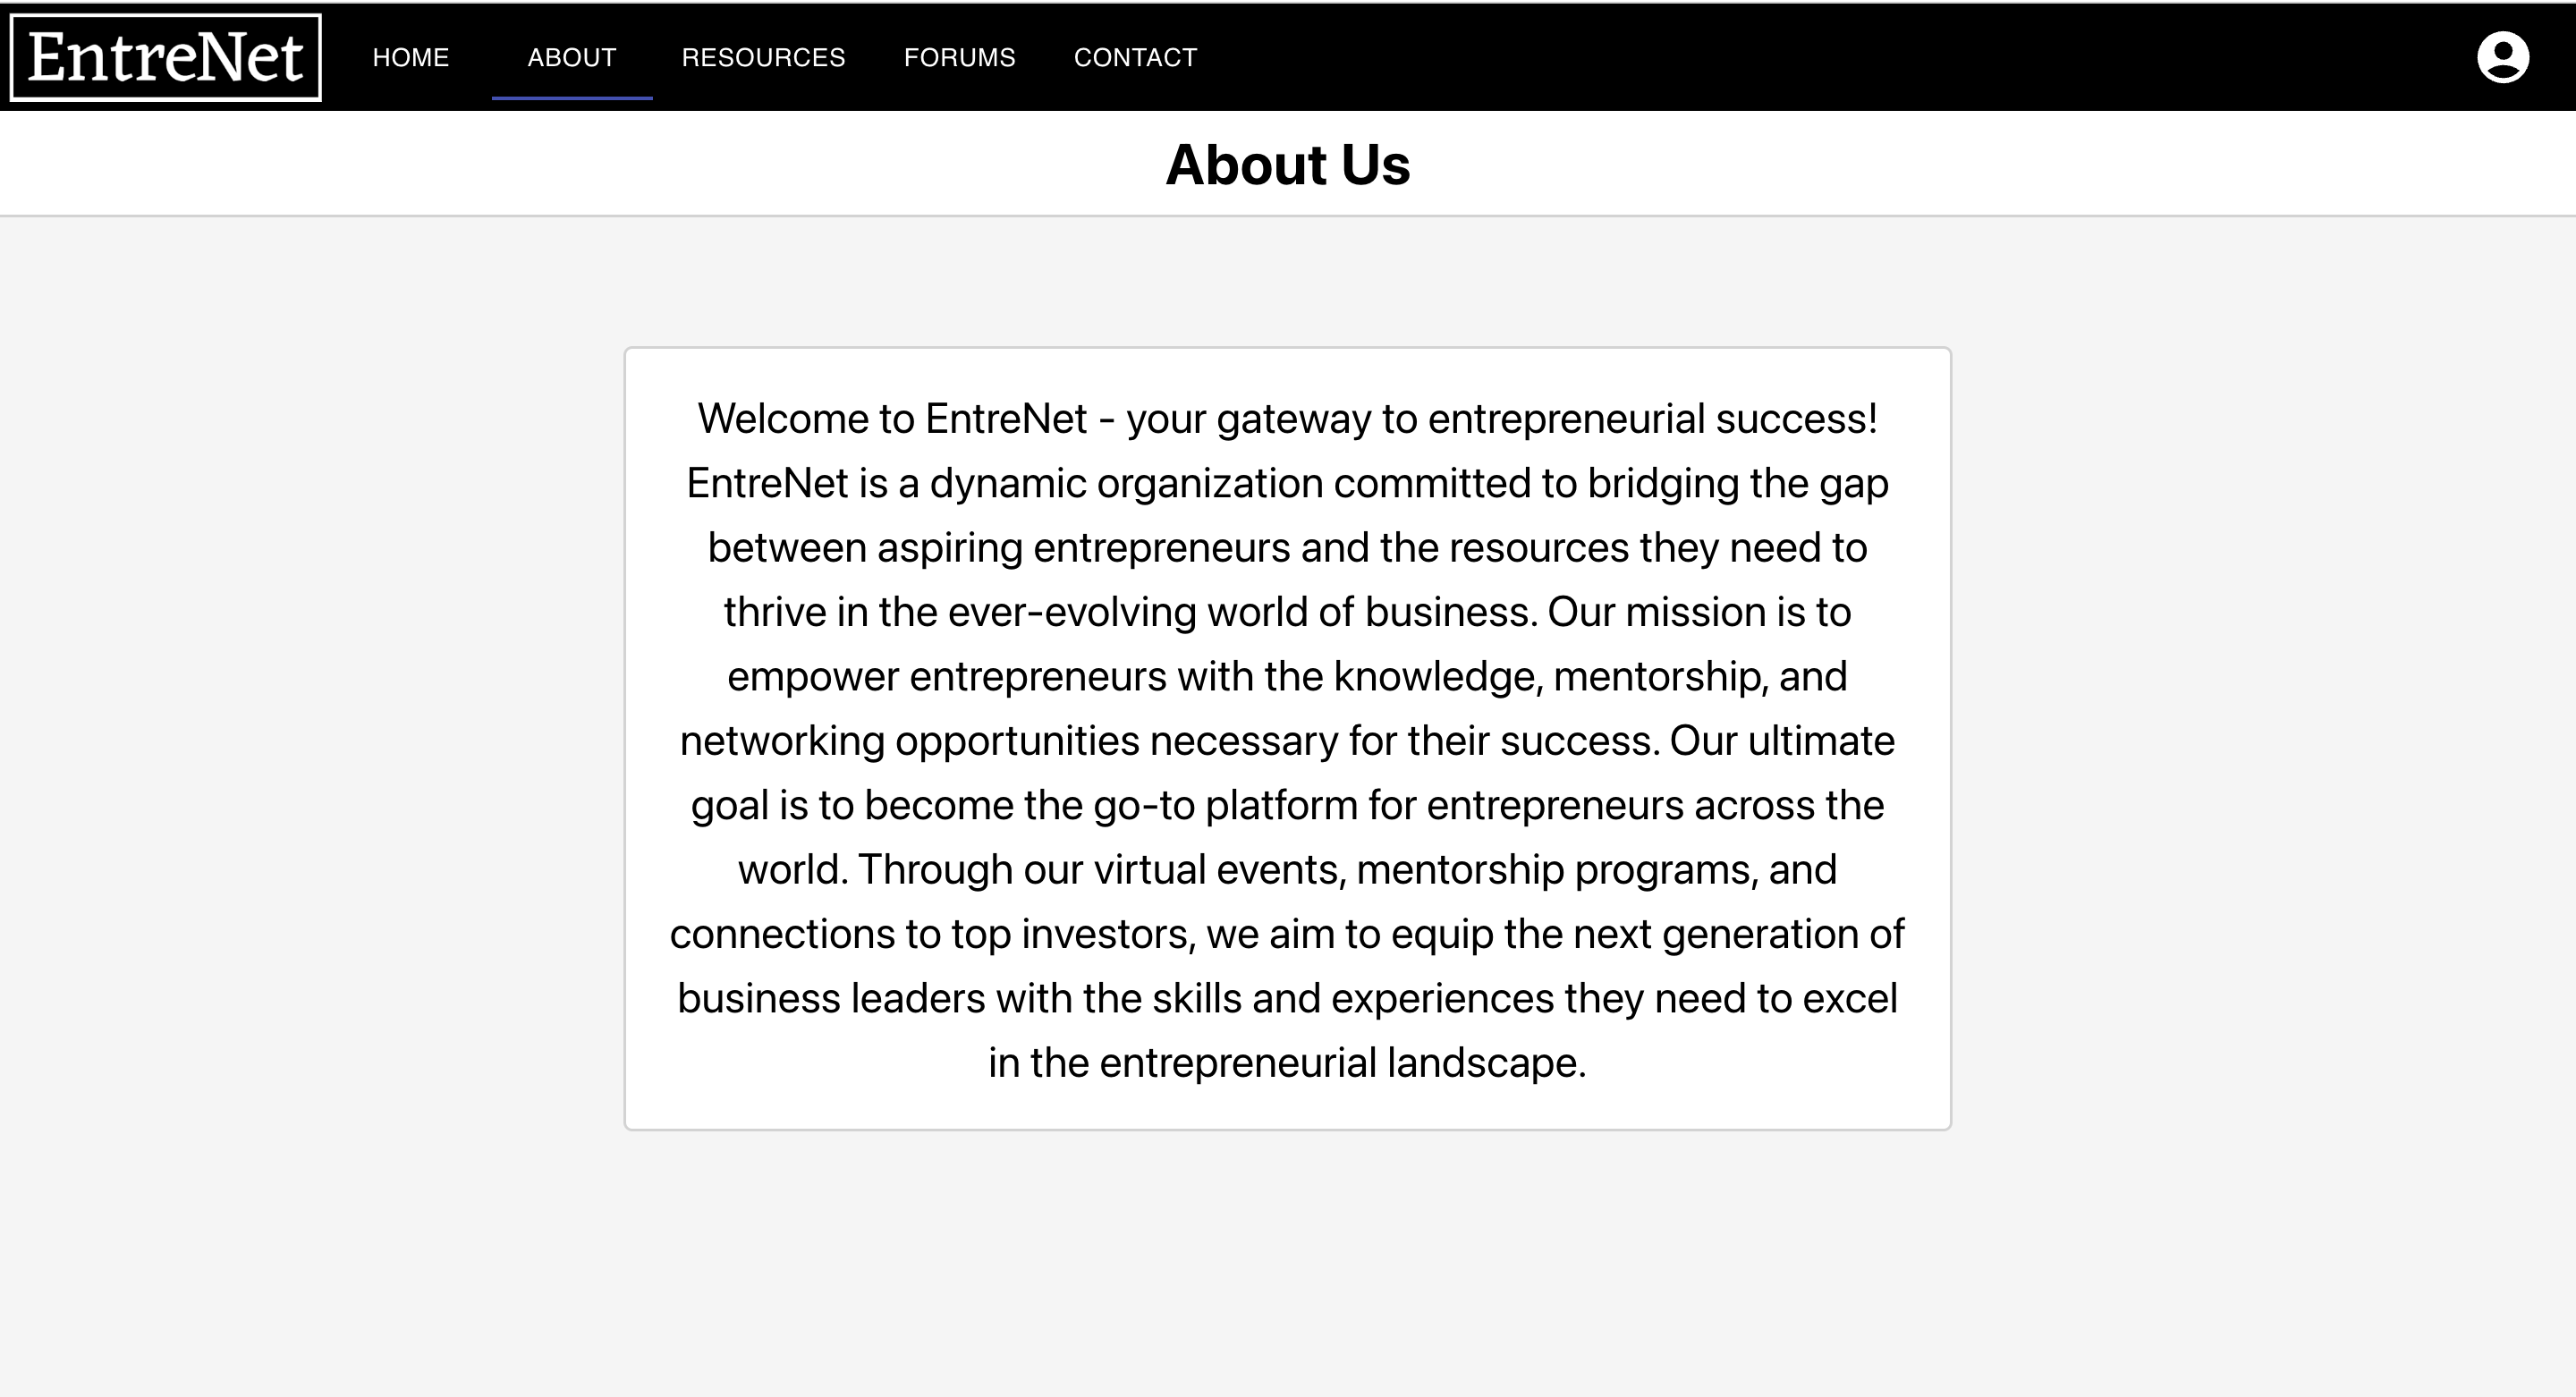 EntreNet
HOME ABOUT RESOURCES FORUMS CONTACT
About Us
Welcome to EntreNet - your gateway to entrepreneurial success!
EntreNet is a dynamic organization committed to bridging the gap
between aspiring entrepreneurs and the resources they need to
thrive in the ever-evolving world of business. Our mission is to
empower entrepreneurs with the knowledge, mentorship, and
networking opportunities necessary for their success. Our ultimate
goal is to become the go-to platform for entrepreneurs across the
world. Through our virtual events, mentorship programs, and
connections to top investors, we aim to equip the next generation of
business leaders with the skills and experiences they need to excel
in the entrepreneurial landscape.